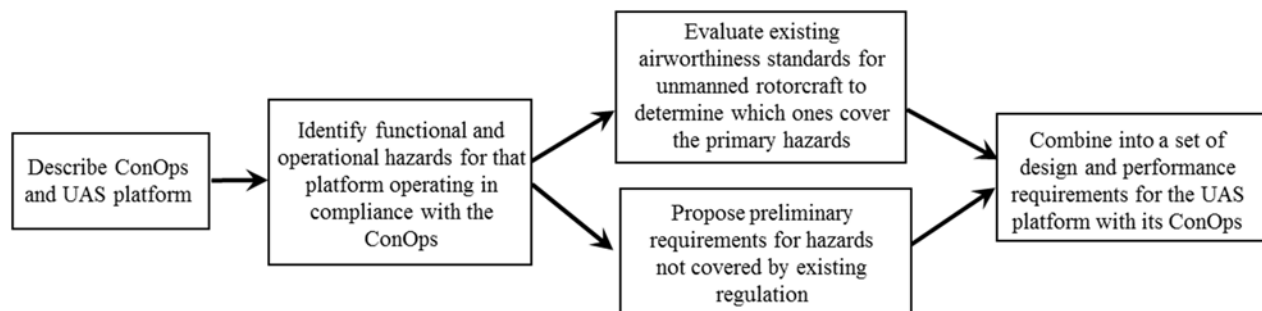 Describe ConOps
and UAS platform
Identify functional and
operational hazards for that
platform operating in
compliance with the
ConOps
Evaluate existing
airworthiness standards for
unmanned rotorcraft to
determine which ones cover
the primary hazards
Propose preliminary
requirements for hazards
not covered by existing
regulation
Combine into a set of
design and performance
requirements for the UAS
platform with its ConOps